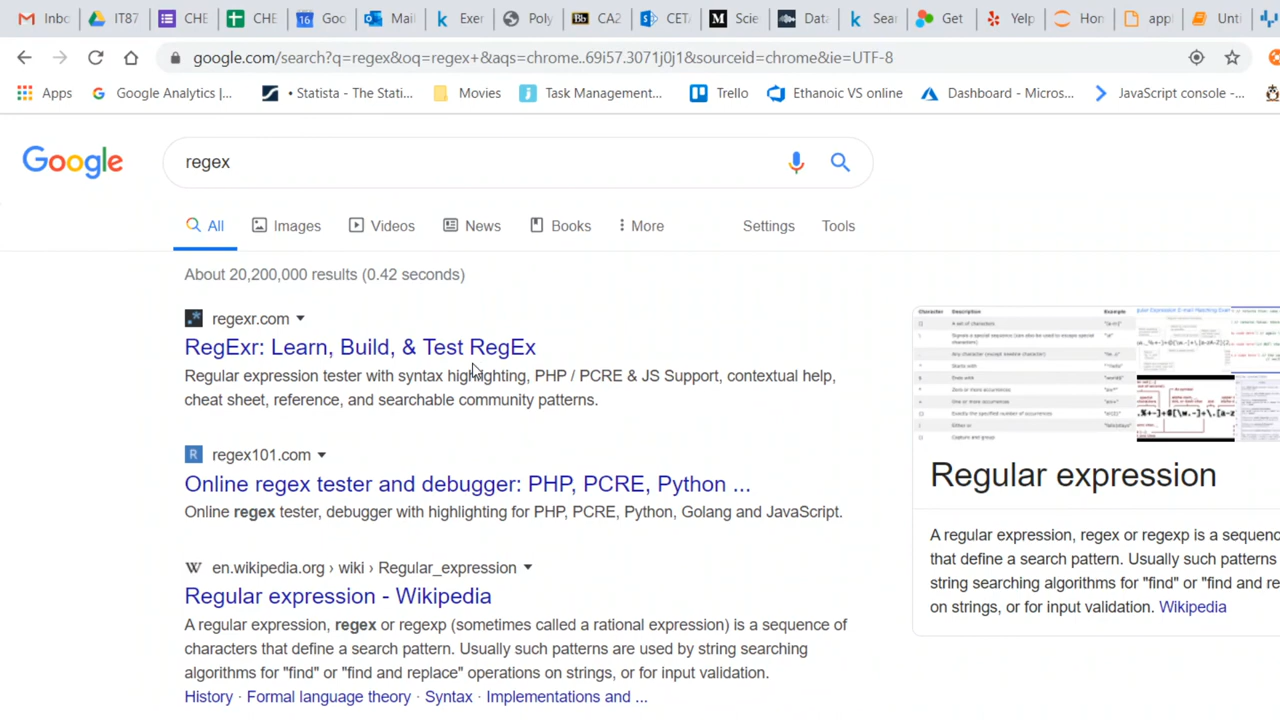 Inbc
IT87
CHE
CHE
16
Goo
Mai
Exer
Poly
Bb
CA2
CETA
Scie
Data
Sear
Get
Yelp
Hon
appl
Unti
google.com/search?q=regex&oq=regex+&aqs=chrome..69i57.3071j0j1&sourceid=chrome&ie=UTF-8
Apps
Google Analytics |...
• Statista - The Stati...
Movies
Task Management...
Trello
Ethanoic VS online
Dashboard - Micros...
JavaScript console -...
Google
regex
All
Images
Videos
News
Books
More
Settings
Tools
About 20,200,000 results (0.42 seconds)
regexr.com
RegExr: Learn, Build, & Test RegEx
Regular expression tester with syntax highlighting, PHP / PCRE & JS Support, contextual help,
cheat sheet, reference, and searchable community patterns.
R regex101.com
Online regex tester and debugger: PHP, PCRE, Python ...
Online regex tester, debugger with highlighting for PHP, PCRE, Python, Golang and JavaScript.
W en.wikipedia.org › wiki › Regular_expression
Regular expression - Wikipedia
A regular expression, regex or regexp (sometimes called a rational expression) is a sequence of
characters that define a search pattern. Usually such patterns are used by string searching
algorithms for "find" or "find and replace" operations on strings, or for input validation.
History · Formal language theory · Syntax · Implementations and ...
Character Description Example
Regular expression
A regular expression, regex or regexp is a sequenc
that define a search pattern. Usually such patterns
string searching algorithms for "find" or "find and re
on strings, or for input validation. Wikipedia